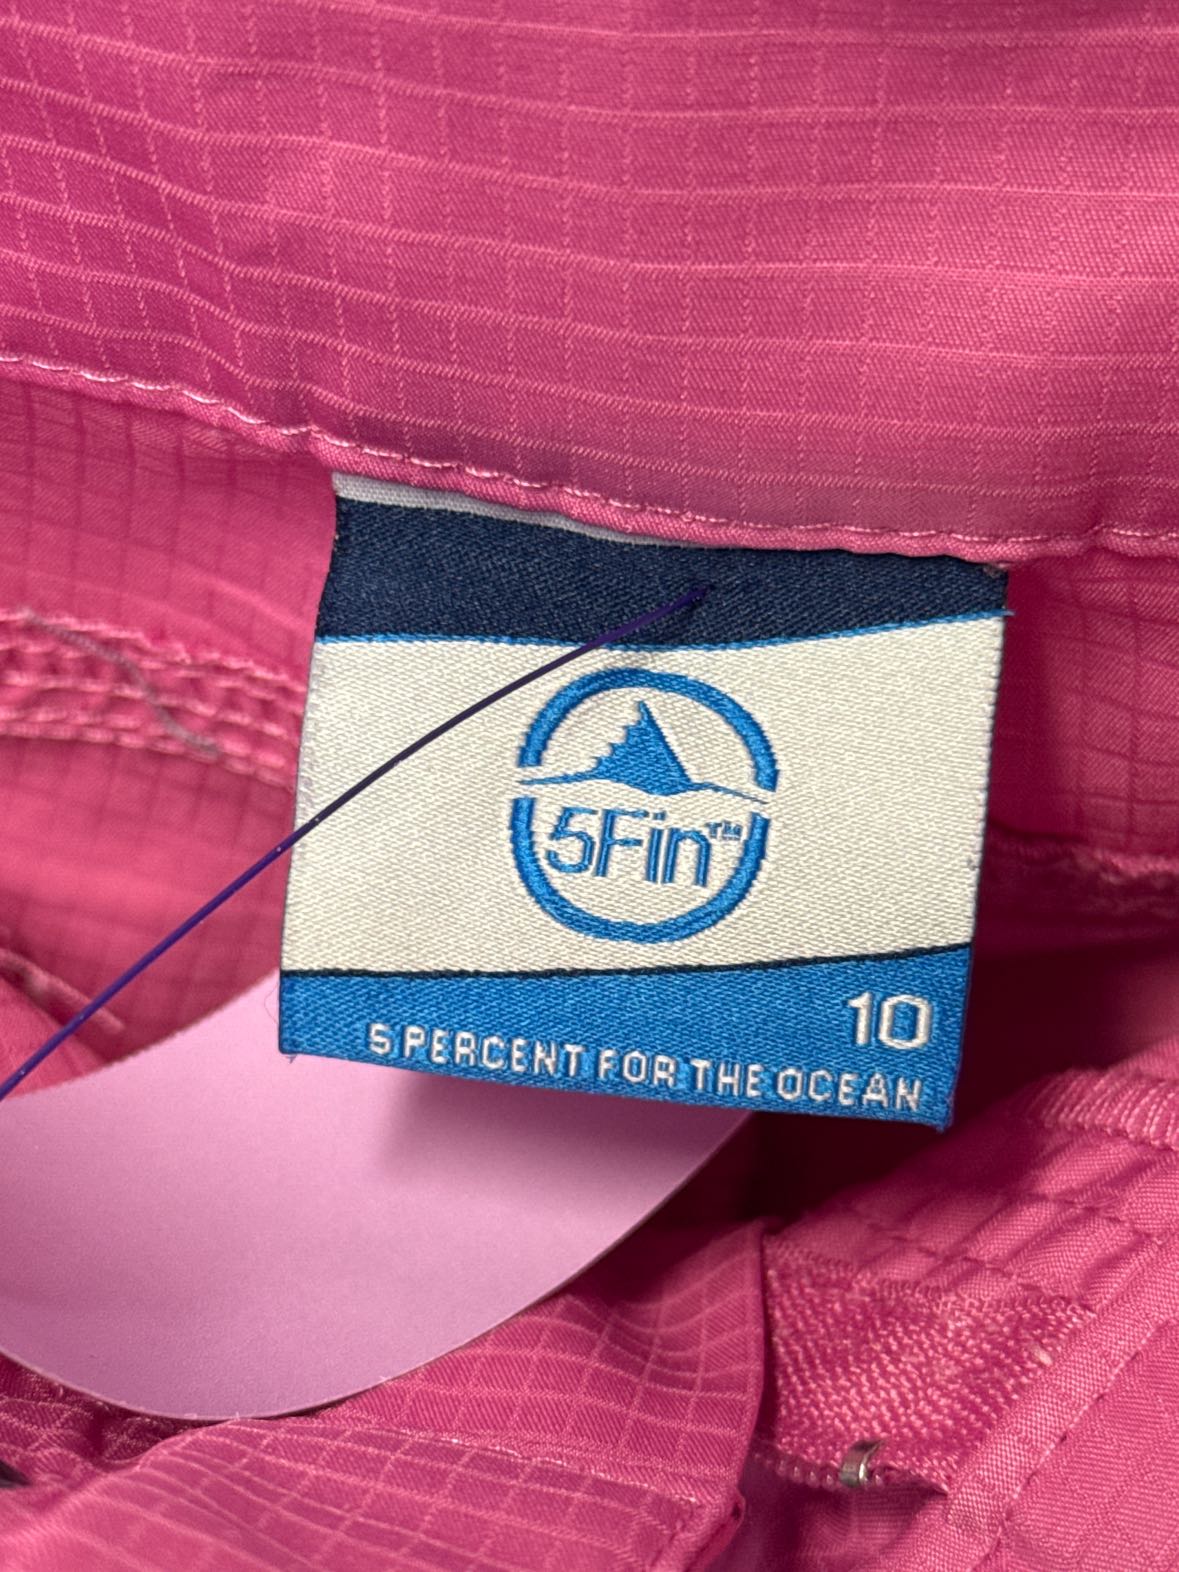 5Fin™
10
5 PERCENT FOR THE OCEAN